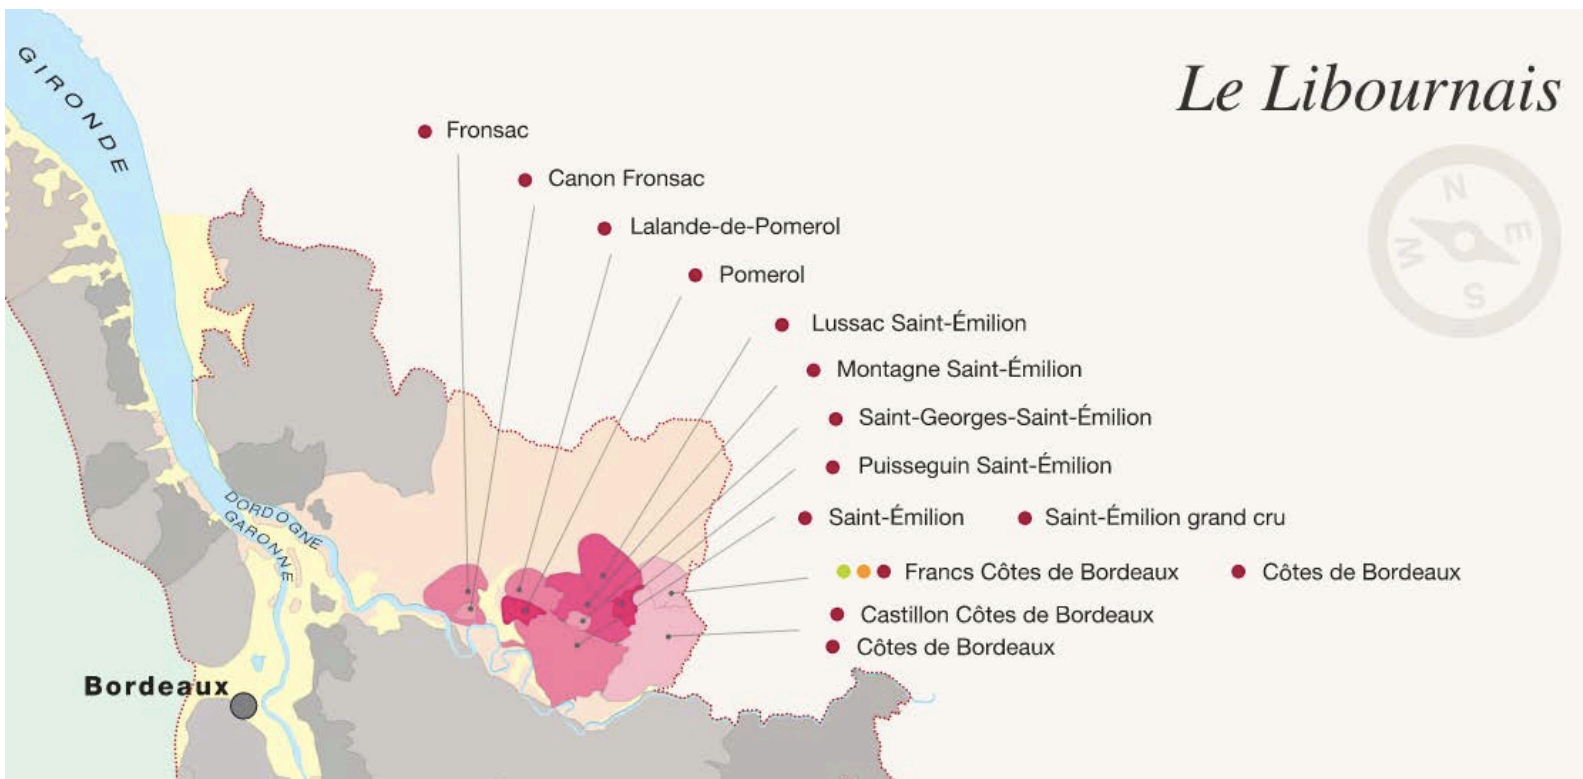 Le Libournais
GIRONDE
Fronsac
Canon Fronsac
Lalande-de-Pomerol
Pomerol
Lussac Saint-Émilion
Montagne Saint-Émilion
Saint-Georges-Saint-Émilion
Puisseguin Saint-Émilion
Saint-Émilion
Saint-Émilion grand cru
Francs Côtes de Bordeaux
Côtes de Bordeaux
Castillon Côtes de Bordeaux
Côtes de Bordeaux
DORDOGNE
GARONNE
Bordeaux
N
E
S
M